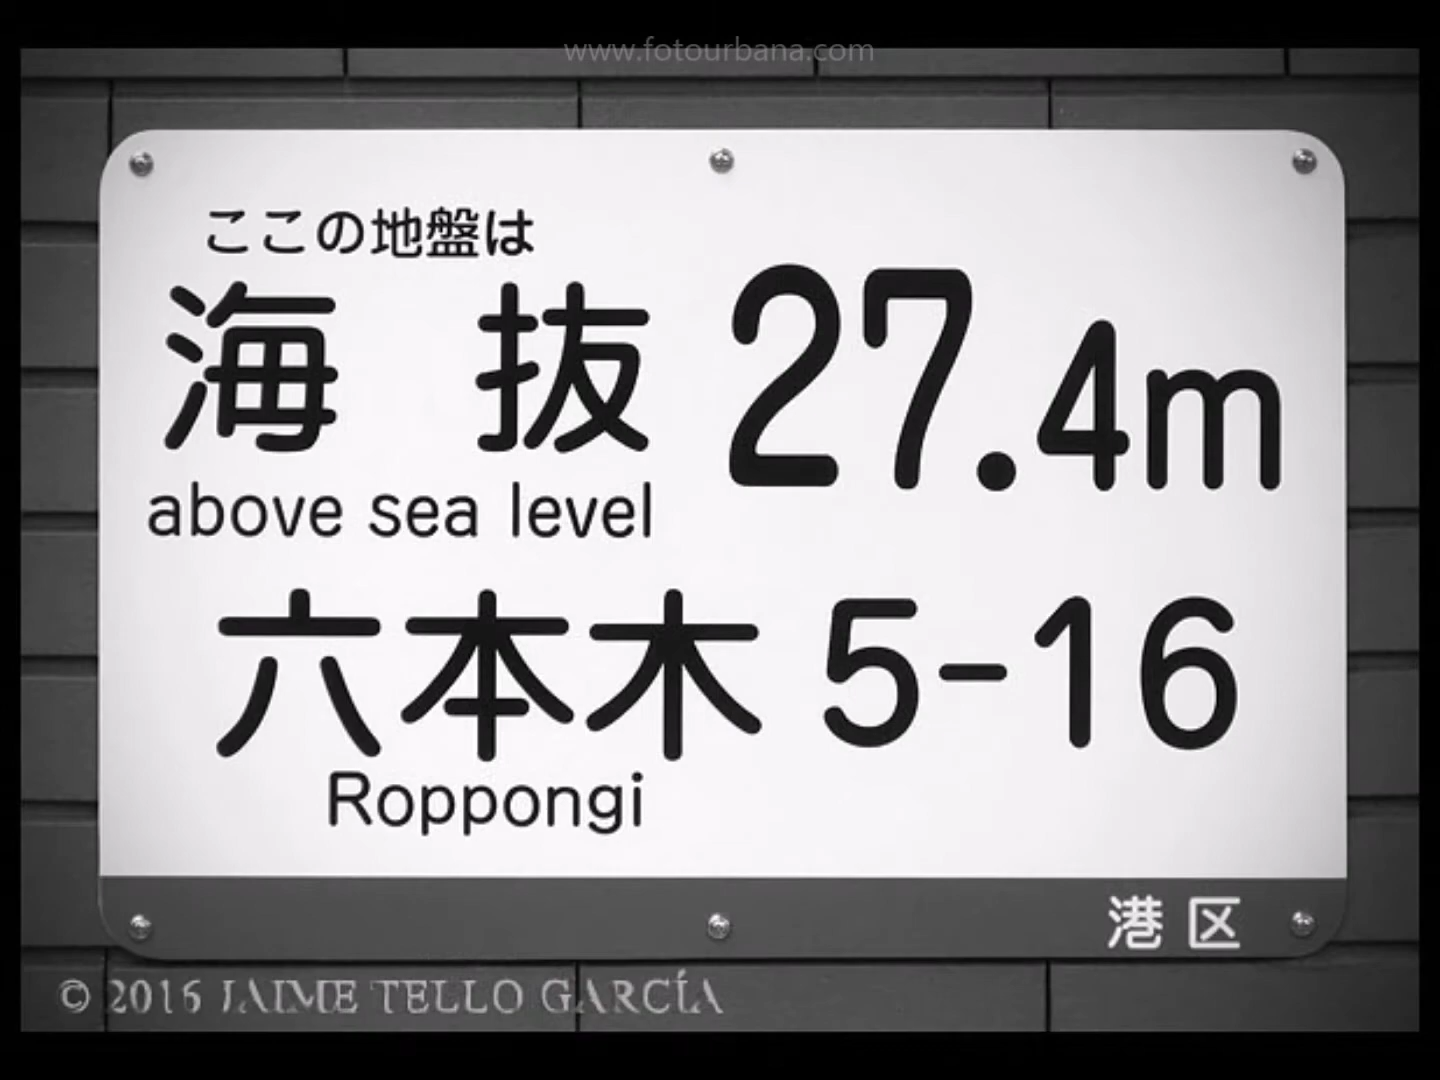 www.fotourbana.com
ここの地盤は
海抜 27.4m
above sea level
六本木 5-16
Roppongi
港区
© 2016 JAIME TELLO GARCÍA